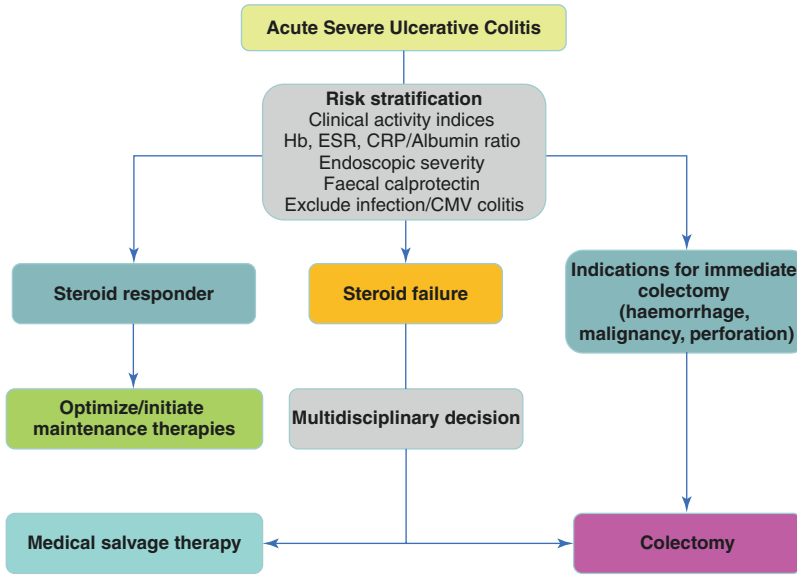 Acute Severe Ulcerative Colitis
Risk stratification
Clinical activity indices
Hb, ESR, CRP/Albumin ratio
Endoscopic severity
Faecal calprotectin
Exclude infection/CMV colitis
Steroid responder
Steroid failure
Indications for immediate
colectomy
(haemorrhage,
malignancy, perforation)
Optimize/initiate
maintenance therapies
Multidisciplinary decision
Medical salvage therapy
Colectomy